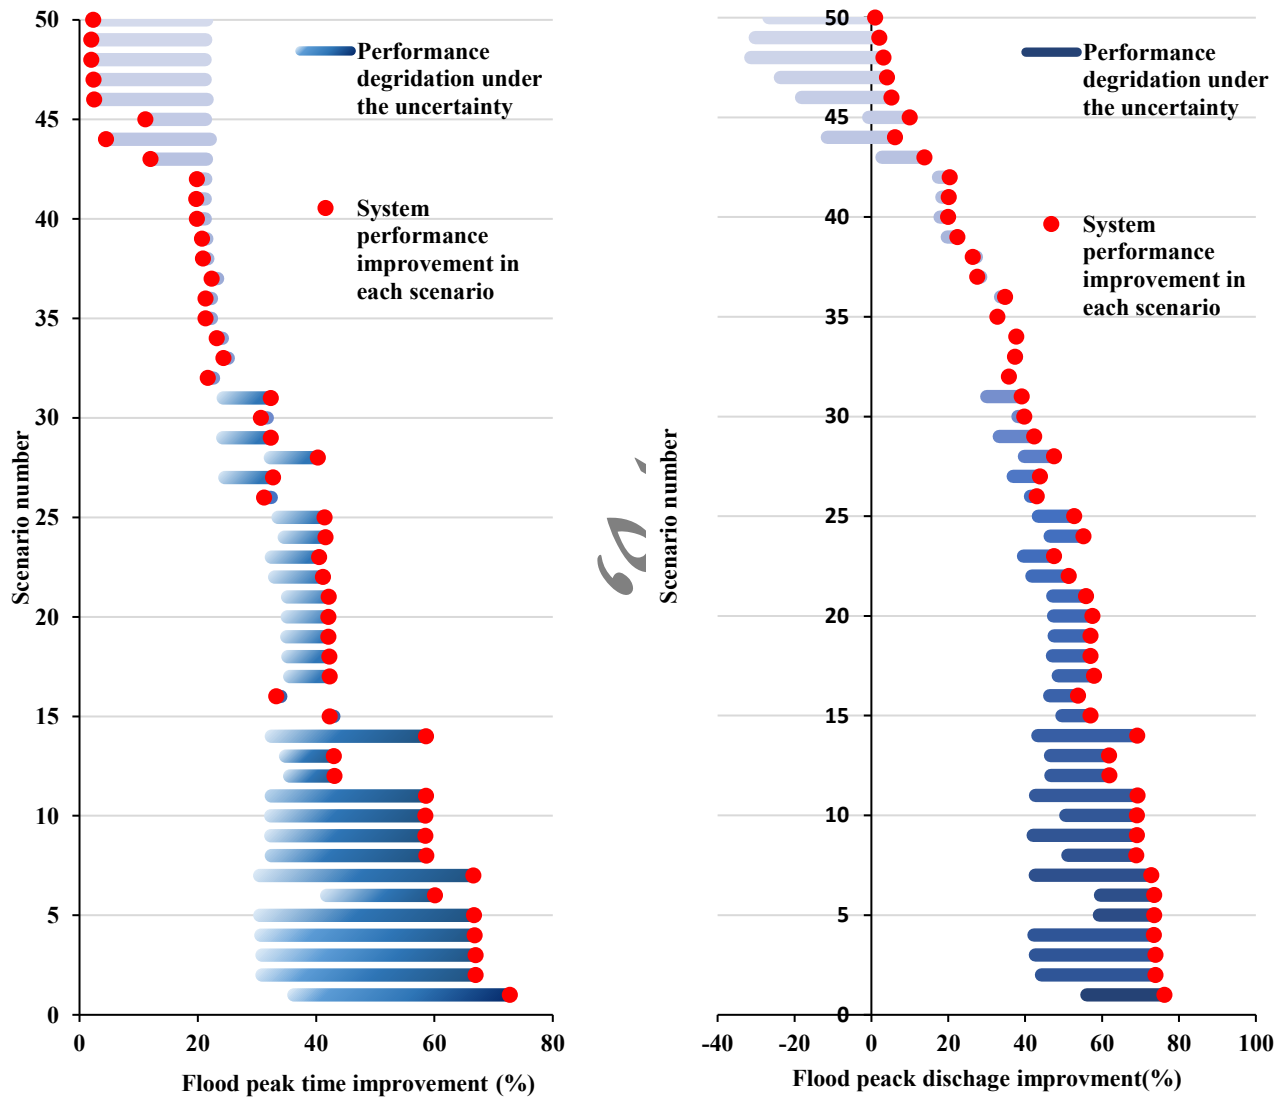 50
45
40
35
30
25
20
15
10
5
0
0
20
40
60
80
Scenario number
Flood peak time improvement (%)
Performance
degridation under
the uncertainty
System
performance
improvement in
each scenario
50
45
40
35
30
25
20
15
10
5
0
-40
-20
0
20
40
60
80
100
Scenario number
Flood peack dischage improvment(%)
Performance
degridation under
the uncertainty
System
performance
improvement in
each scenario